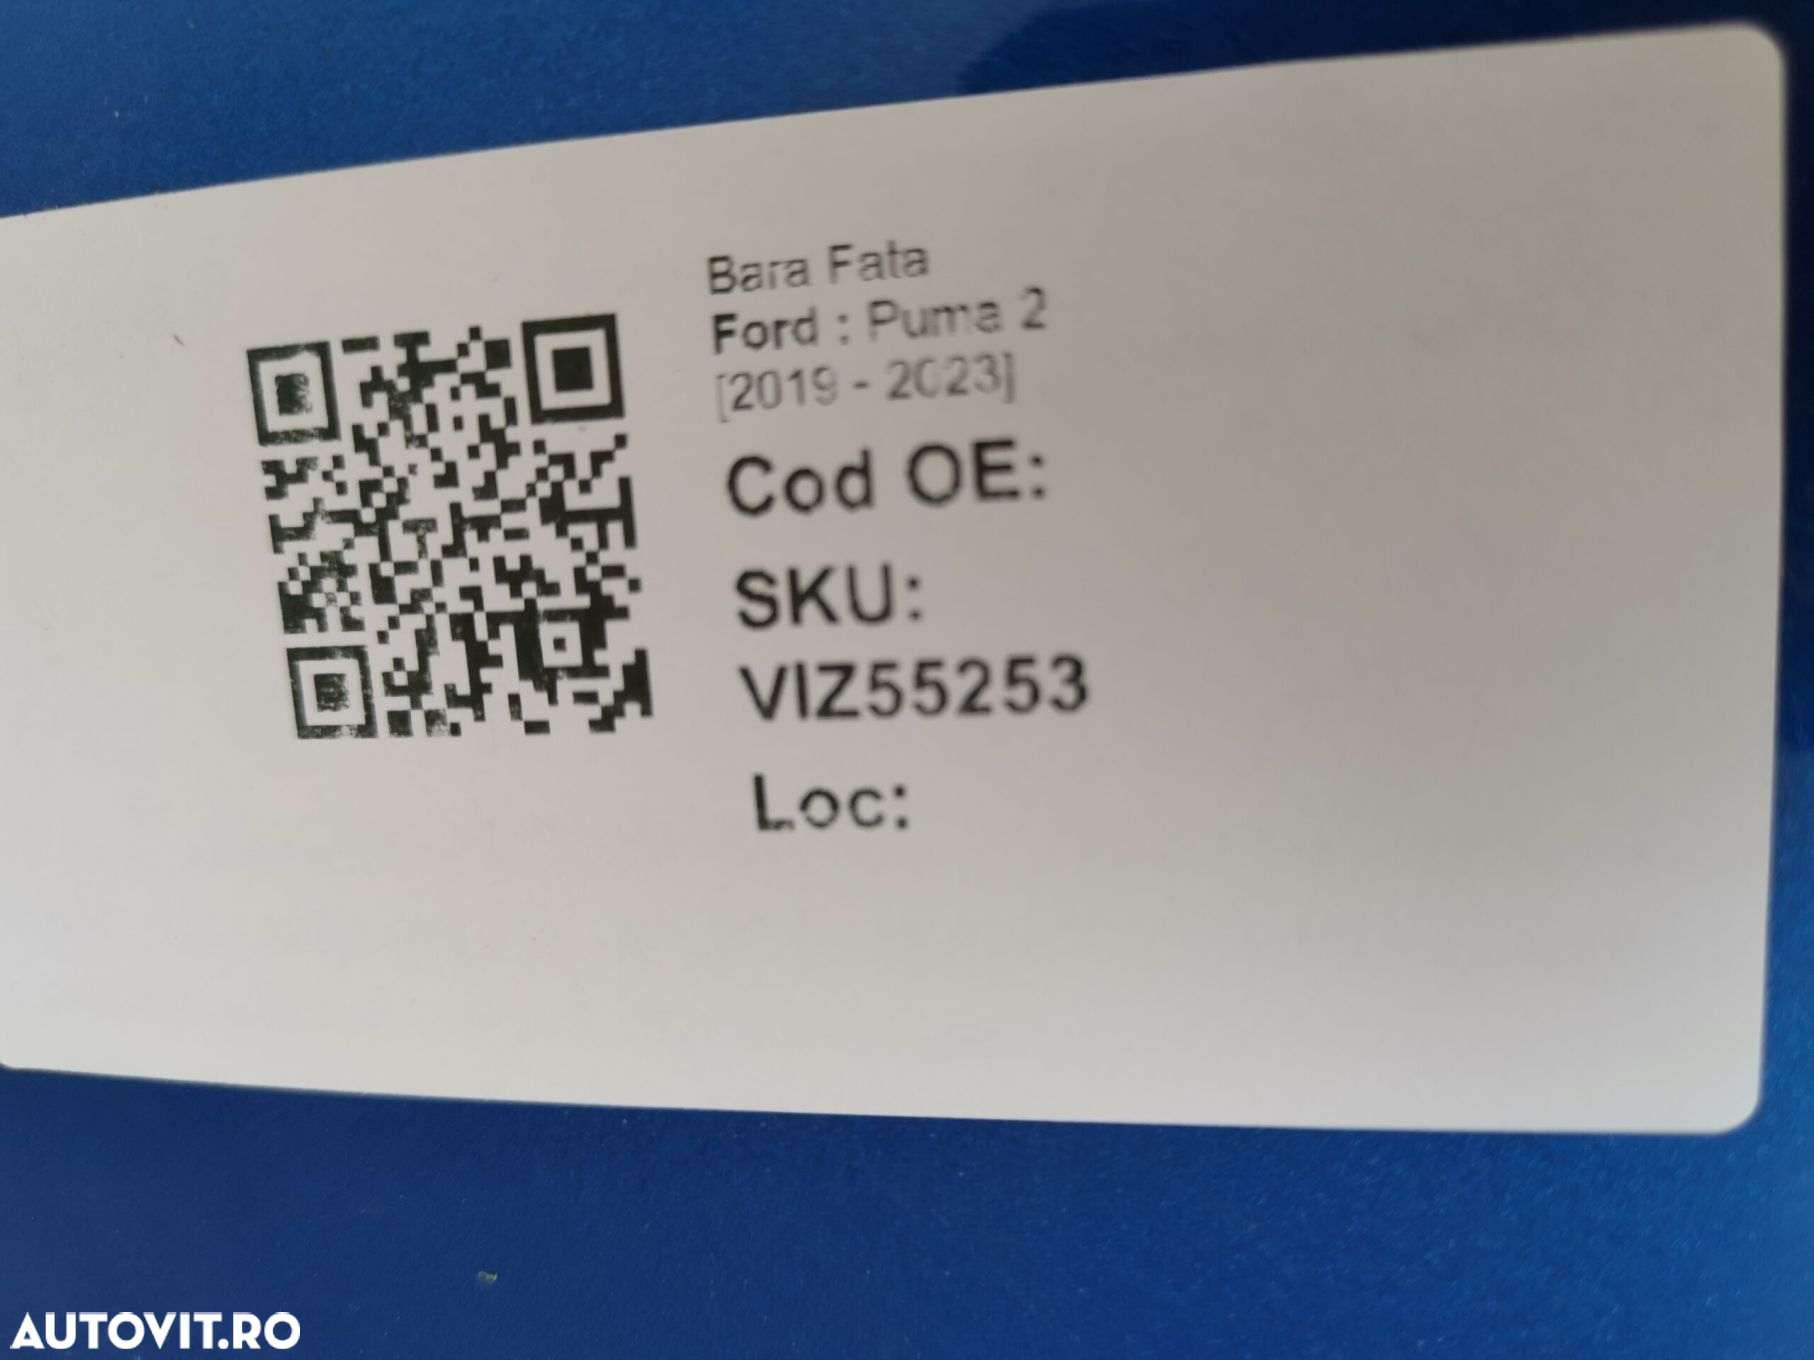 Bara Fata
Ford : Puma 2
[2019 - 2023]
Cod OE:
SKU:
VIZ55253
Loc:
AUTOVIT.RO